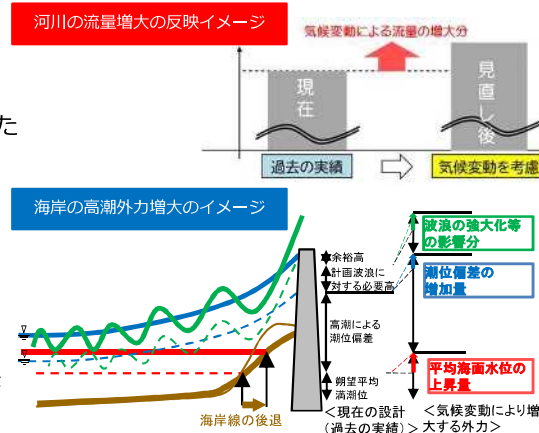 河川の流量増大の反映イメージ
気候変動による流量の増大分
現在
見直し後
た
過去の実績
気候変動を考慮
海岸の高潮外力増大のイメージ
波浪の強大化等
の影響分
余裕高
計画波浪に
対する必要高
潮位偏差の
増加量
高潮による
潮位偏差
平均海面水位の
上昇量
朔望平均
満潮位
海岸線の後退
＜現在の設計
(過去の実績)＞
＜気候変動により増
大する外力＞